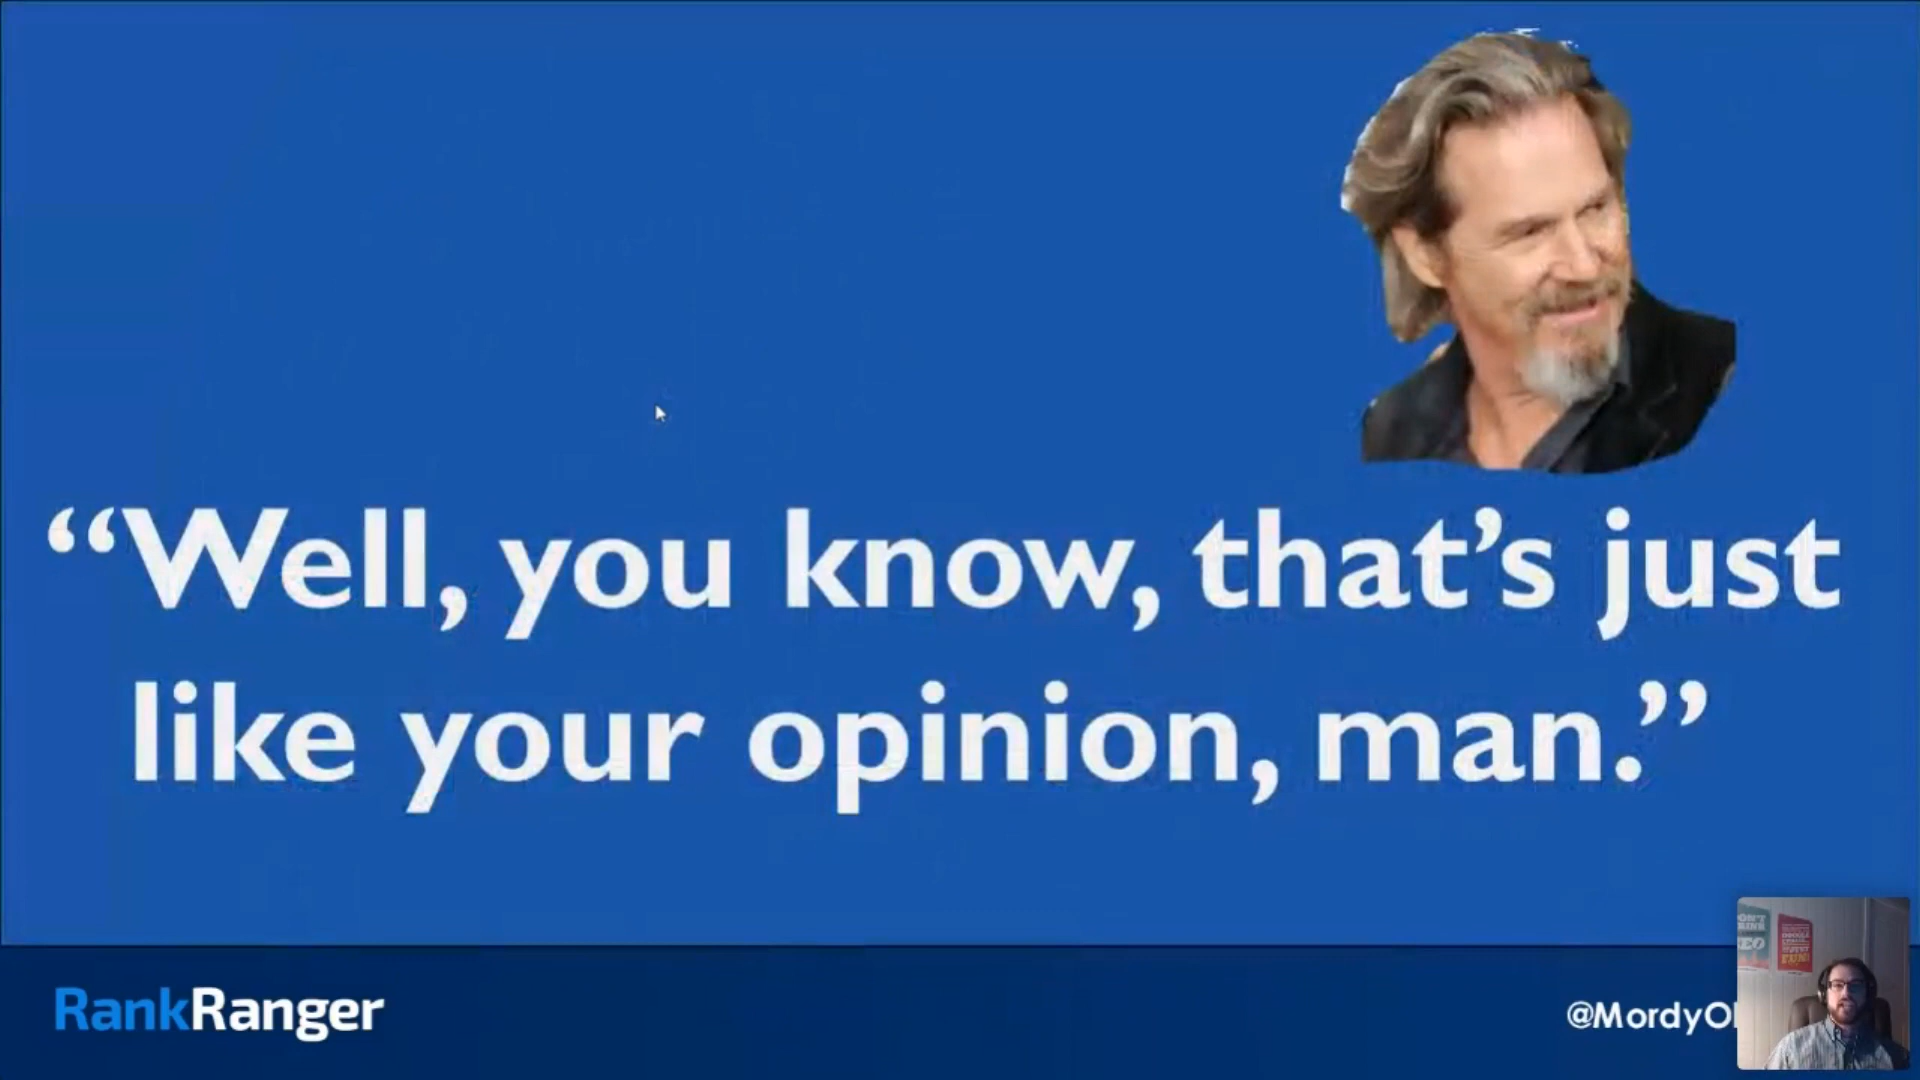 “Well, you know, that’s just
like your opinion, man.”
RankRanger
@MordyO